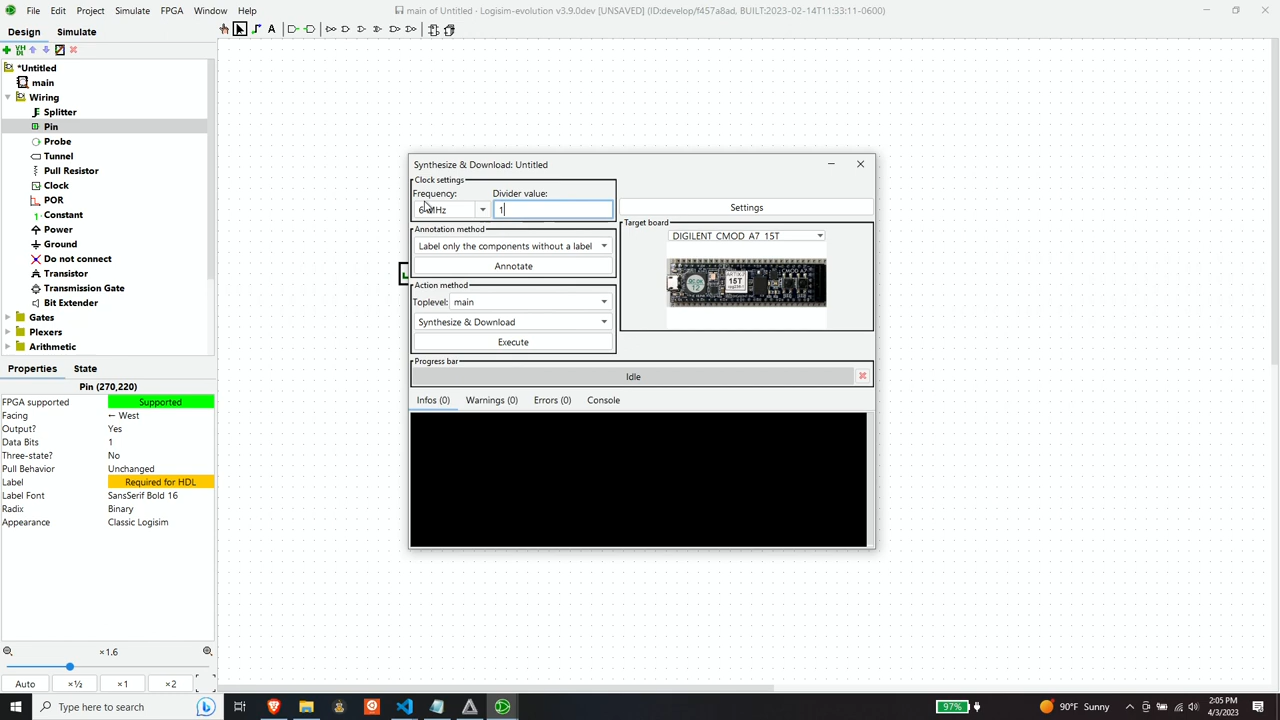 File Edit Project Simulate FPGA Window Help
main of Untitled - Logisim-evolution v3.9.0dev [UNSAVED] (ID:develop/f457a8ad, BUILT:2023-02-14T11:33:11-0600)
Design Simulate
A
*Untitled
main
Wiring
Splitter
Pin
Probe
Tunnel
Pull Resistor
Clock
POR
Constant
Power
Ground
Do not connect
Transistor
Transmission Gate
Bit Extender
Gates
Plexers
Arithmetic
Properties State
Pin (270,220)
FPGA supported Supported
Facing ← West
Output? Yes
Data Bits 1
Three-state? No
Pull Behavior Unchanged
Label Required for HDL
Label Font SansSerif Bold 16
Radix Binary
Appearance Classic Logisim
×1.6
Auto ×½ ×1 ×2
Synthesize & Download: Untitled
Clock settings
Frequency: Divider value:
6 MHz 1
Settings
Annotation method
Label only the components without a label
Annotate
Action method
Toplevel: main
Synthesize & Download
Execute
Target board
DIGILENT_CMOD_A7_15T
15T
Progress bar
Idle
Infos (0) Warnings (0) Errors (0) Console
Type here to search
97%
90°F Sunny
2:05 PM
4/3/2023